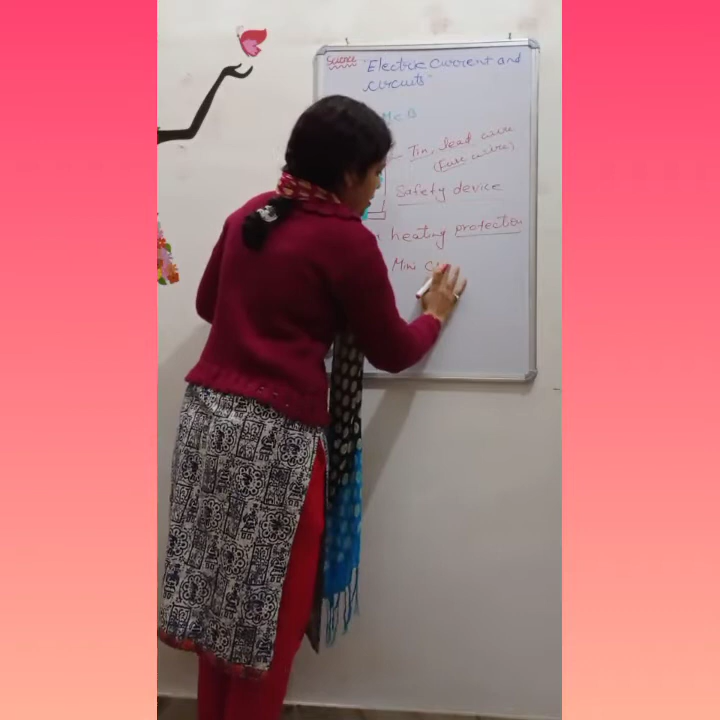 Science "Electric Current and
Circuits"
MCB
Tin, lead wire
(Fuse wire)
Safety device
heating protection
Mini C